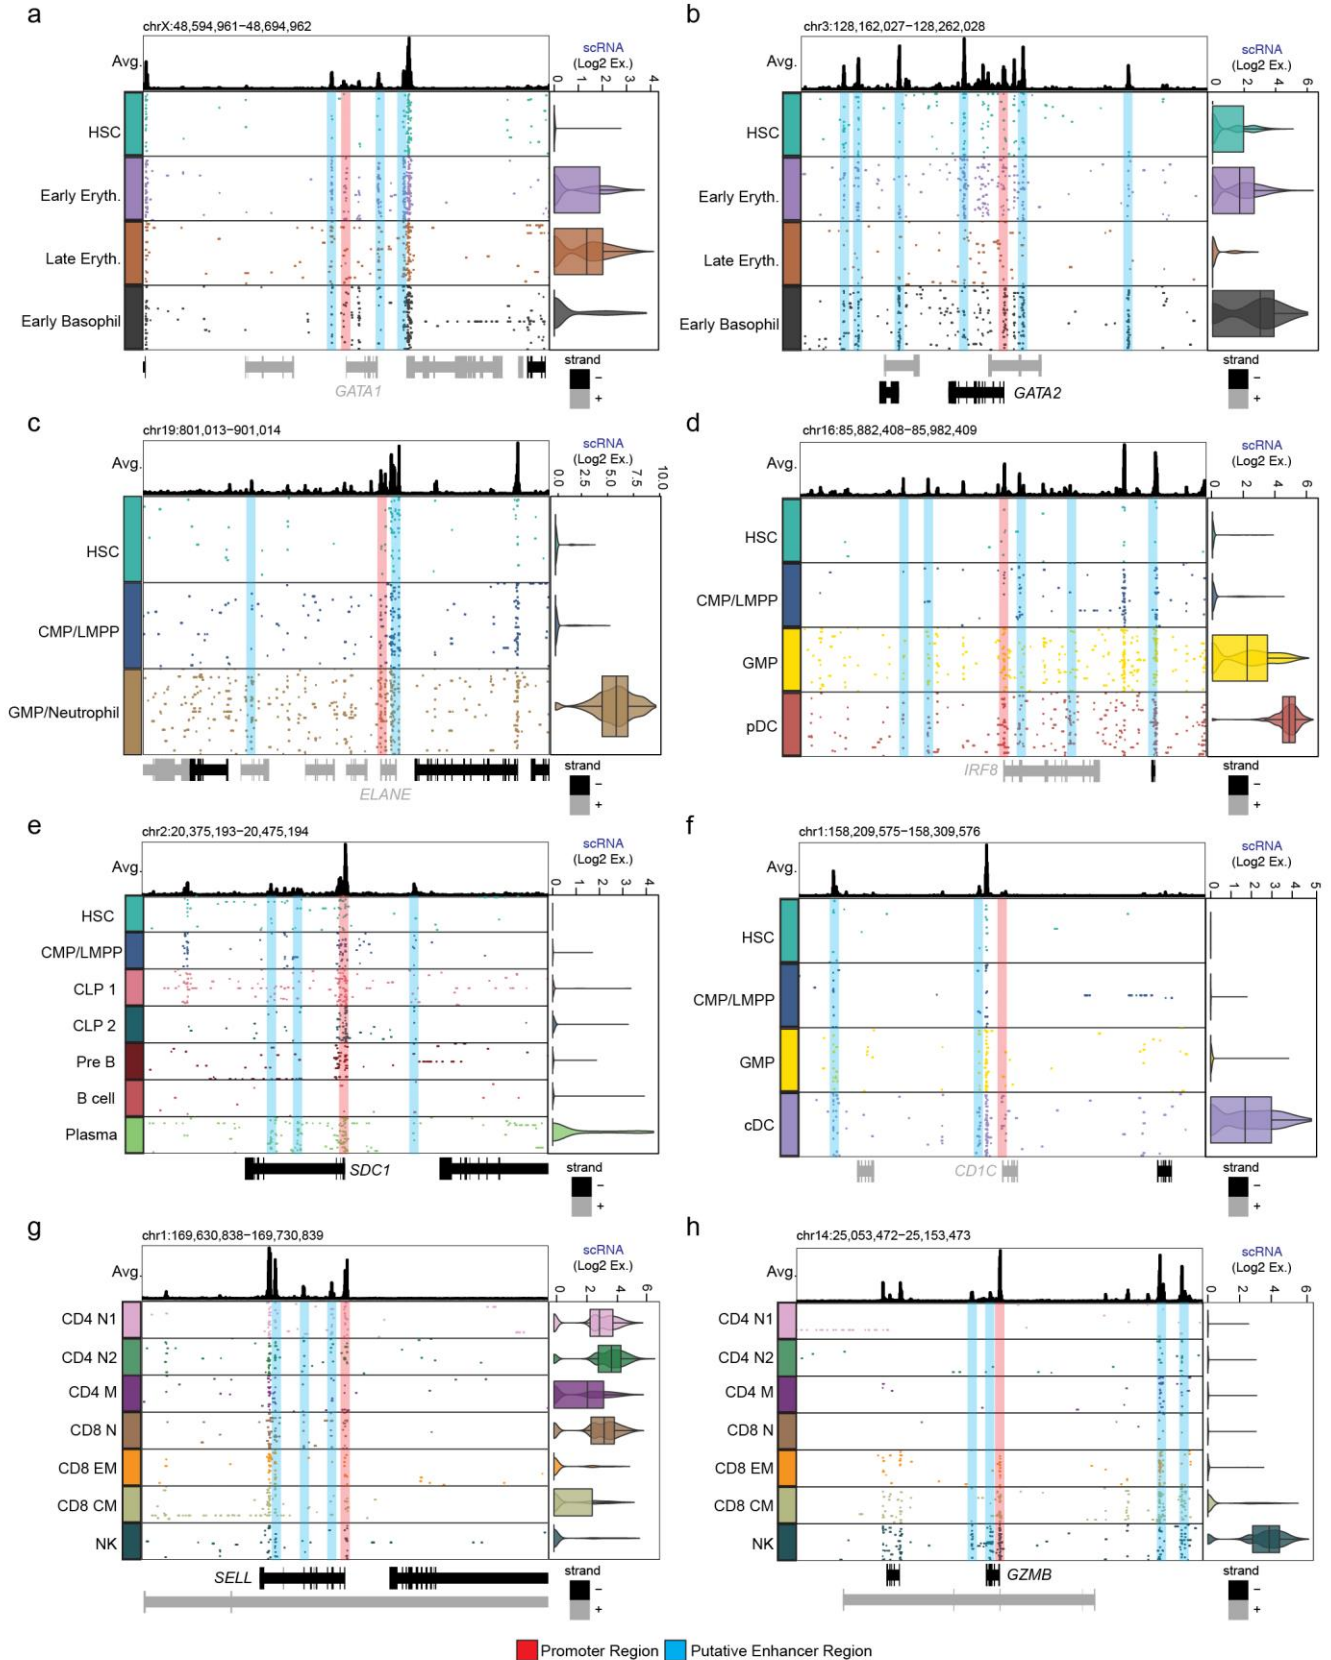 a
chrX:48,594,961−48,694,962
scRNA
(Log2 Ex.)
Avg.
0 1 2 3 4
HSC
Early Eryth.
Late Eryth.
Early Basophil
GATA1
strand
−
+
b
chr3:128,162,027−128,262,028
scRNA
(Log2 Ex.)
Avg.
0 2 4 6
HSC
Early Eryth.
Late Eryth.
Early Basophil
GATA2
strand
−
+
c
chr19:801,013−901,014
scRNA
(Log2 Ex.)
Avg.
0.0 2.5 5.0 7.5 10.0
HSC
CMP/LMPP
GMP/Neutrophil
ELANE
strand
−
+
d
chr16:85,882,408−85,982,409
scRNA
(Log2 Ex.)
Avg.
0 2 4 6
HSC
CMP/LMPP
GMP
pDC
IRF8
strand
−
+
e
chr2:20,375,193−20,475,194
scRNA
(Log2 Ex.)
Avg.
0 1 2 3 4
HSC
CMP/LMPP
CLP 1
CLP 2
Pre B
B cell
Plasma
SDC1
strand
−
+
f
chr1:158,209,575−158,309,576
scRNA
(Log2 Ex.)
Avg.
0 1 2 3 4 5
HSC
CMP/LMPP
GMP
cDC
CD1C
strand
−
+
g
chr1:169,630,838−169,730,839
scRNA
(Log2 Ex.)
Avg.
0 2 4 6
CD4 N1
CD4 N2
CD4 M
CD8 N
CD8 EM
CD8 CM
NK
SELL
strand
−
+
h
chr14:25,053,472−25,153,473
scRNA
(Log2 Ex.)
Avg.
0 2 4 6
CD4 N1
CD4 N2
CD4 M
CD8 N
CD8 EM
CD8 CM
NK
GZMB
strand
−
+
Promoter Region Putative Enhancer Region